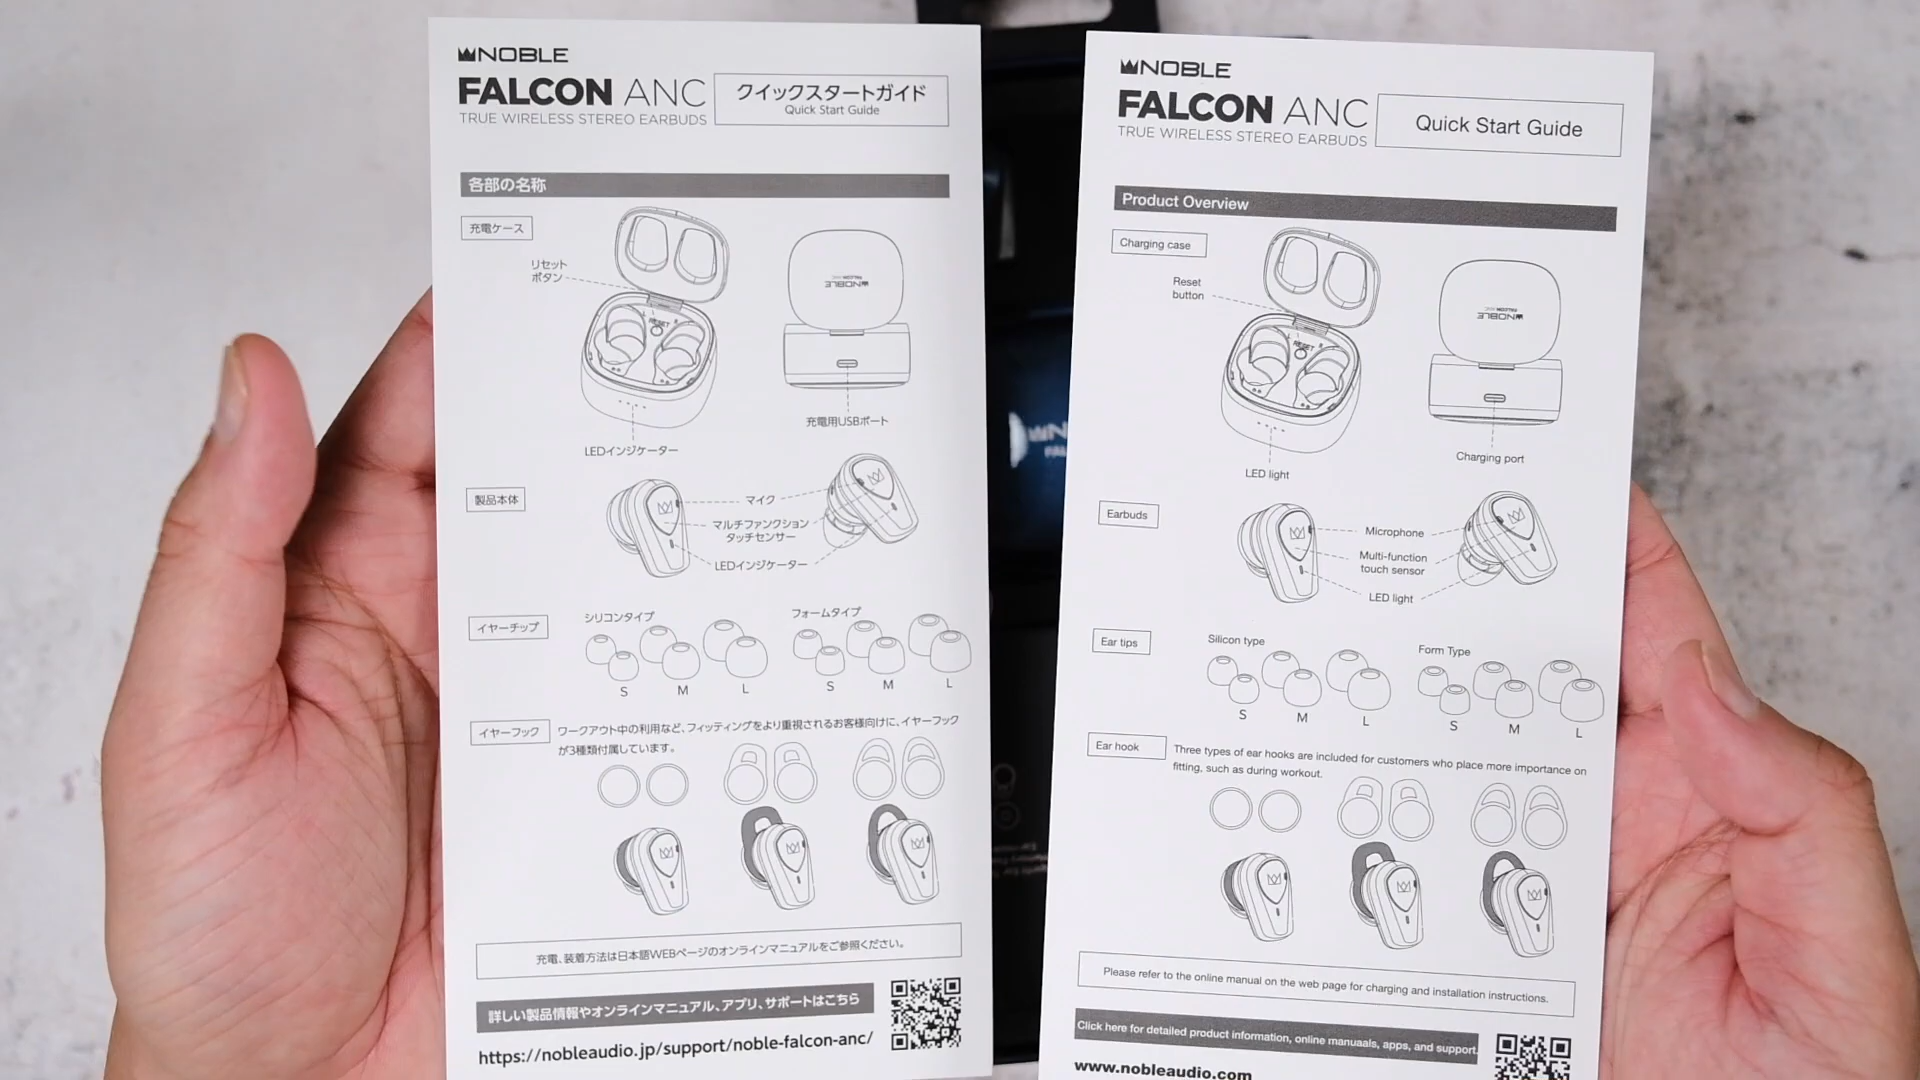 NOBLE
FALCON ANC
TRUE WIRELESS STEREO EARBUDS
クイックスタートガイド
Quick Start Guide
各部の名称
充電ケース
リセット
ボタン
RESET
NOBLE
FALCON ANC
充電用USBポート
LEDインジケーター
製品本体
マイク
マルチファンクション
タッチセンサー
LEDインジケーター
イヤーチップ
シリコンタイプ
フォームタイプ
S M L S M L
イヤーフック
ワークアウト中の利用など、フィッティングをより重視されるお客様向けに、イヤーフック
が3種類付属しています。
充電、装着方法は日本語WEBページのオンラインマニュアルをご参照ください。
詳しい製品情報やオンラインマニュアル、アプリ、サポートはこちら
https://nobleaudio.jp/support/noble-falcon-anc/
NOBLE
FALCON ANC
TRUE WIRELESS STEREO EARBUDS
Quick Start Guide
Product Overview
Charging case
Reset
button
RESET
NOBLE
FALCON ANC
Charging port
LED light
Earbuds
Microphone
Multi-function
touch sensor
LED light
Ear tips
Silicon type
Form Type
S M L S M L
Ear hook
Three types of ear hooks are included for customers who place more importance on
fitting, such as during workout.
Please refer to the online manual on the web page for charging and installation instructions.
Click here for detailed product information, online manuaals, apps, and support.
www.nobleaudio.com